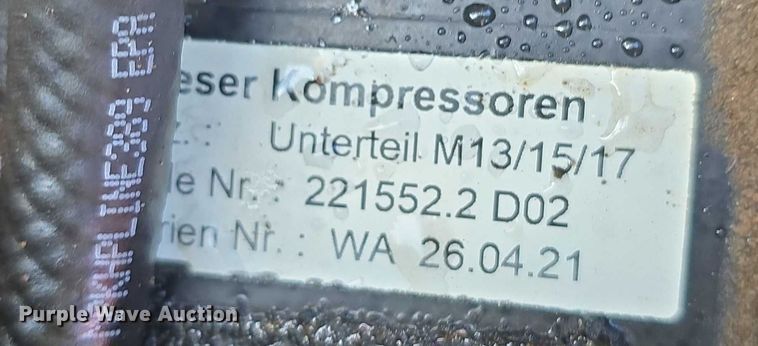 eser Kompressoren
z.: Unterteil M13/15/17
le Nr.: 221552.2 D02
rien Nr.: WA 26.04.21
Purple Wave Auction